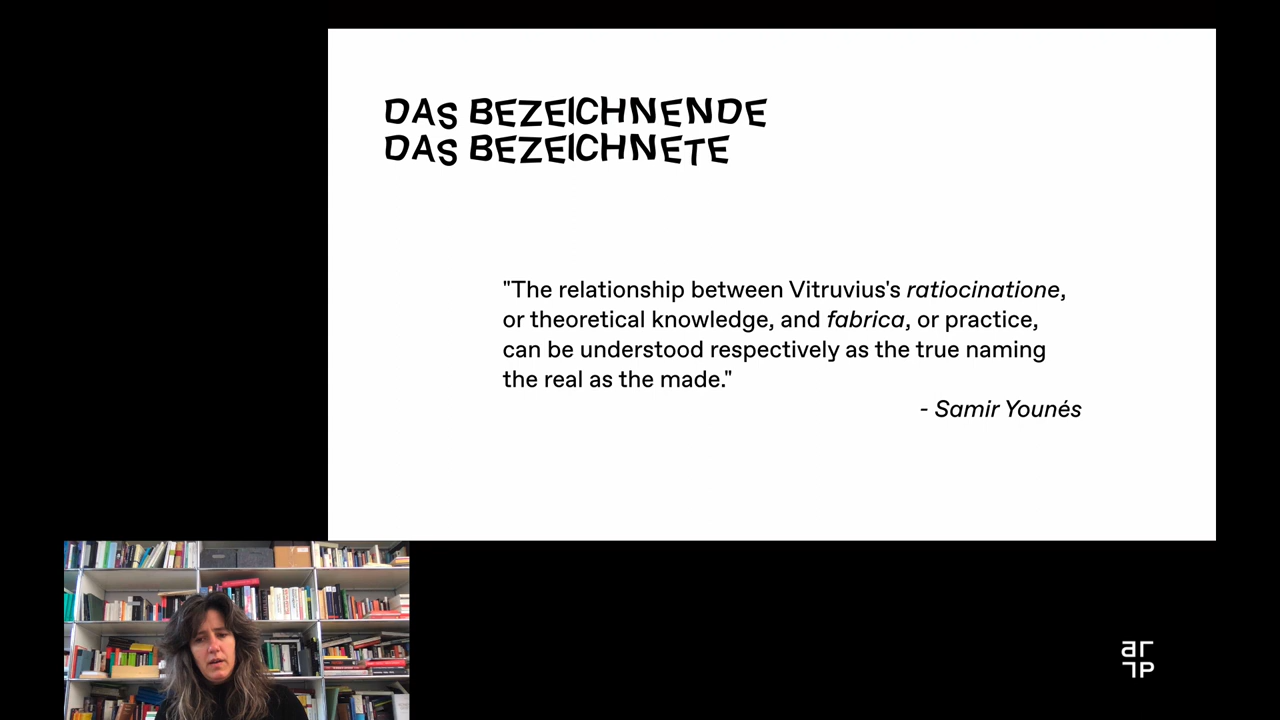 DAS BEZEICHNENDE
DAS BEZEICHNETE
"The relationship between Vitruvius's ratiocinatione,
or theoretical knowledge, and fabrica, or practice,
can be understood respectively as the true naming
the real as the made."
- Samir Younés